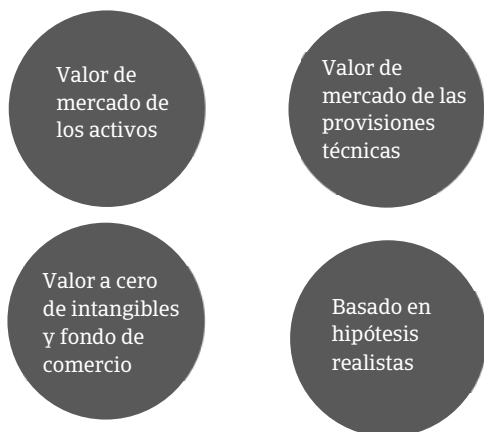 Valor de
mercado de
los activos
Valor de
mercado de las
provisiones
técnicas
Valor a cero
de intangibles
y fondo de
comercio
Basado en
hipótesis
realistas